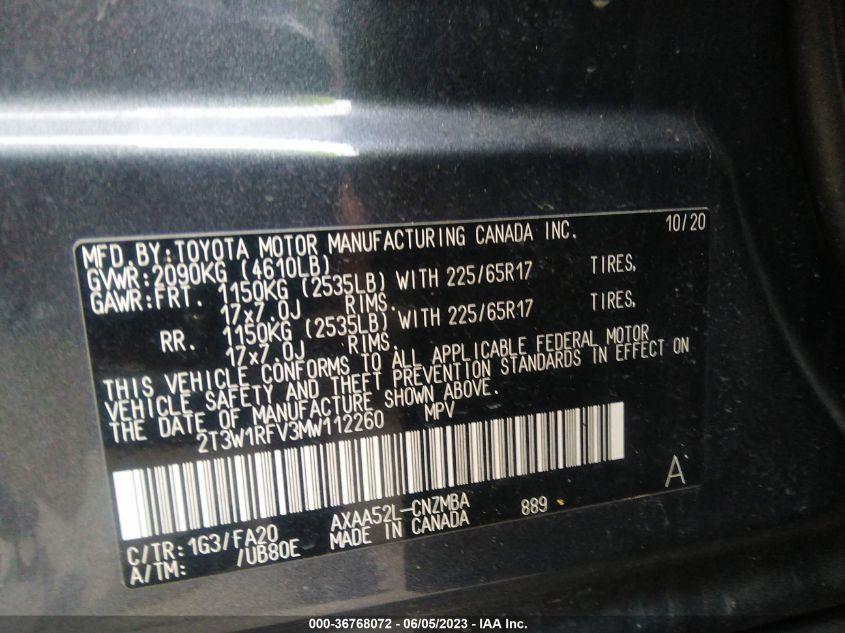 MFD. BY: TOYOTA MOTOR MANUFACTURING CANADA INC. 10/20
GVWR: 2090KG (4610LB)
GAWR: FRT. 1150KG (2535LB) WITH 225/65R17 TIRES,
17x7.0J RIMS.
RR. 1150KG (2535LB) WITH 225/65R17 TIRES,
17x7.0J RIMS.
THIS VEHICLE CONFORMS TO ALL APPLICABLE FEDERAL MOTOR
VEHICLE SAFETY AND THEFT PREVENTION STANDARDS IN EFFECT ON
THE DATE OF MANUFACTURE SHOWN ABOVE.
2T3W1RFV3MW112260 MPV
A
C/TR: 1G3/FA20 AXAA52L-CNZMBA 889
A/TM: /UB80E MADE IN CANADA
000-36768072 - 06/05/2023 - IAA Inc.